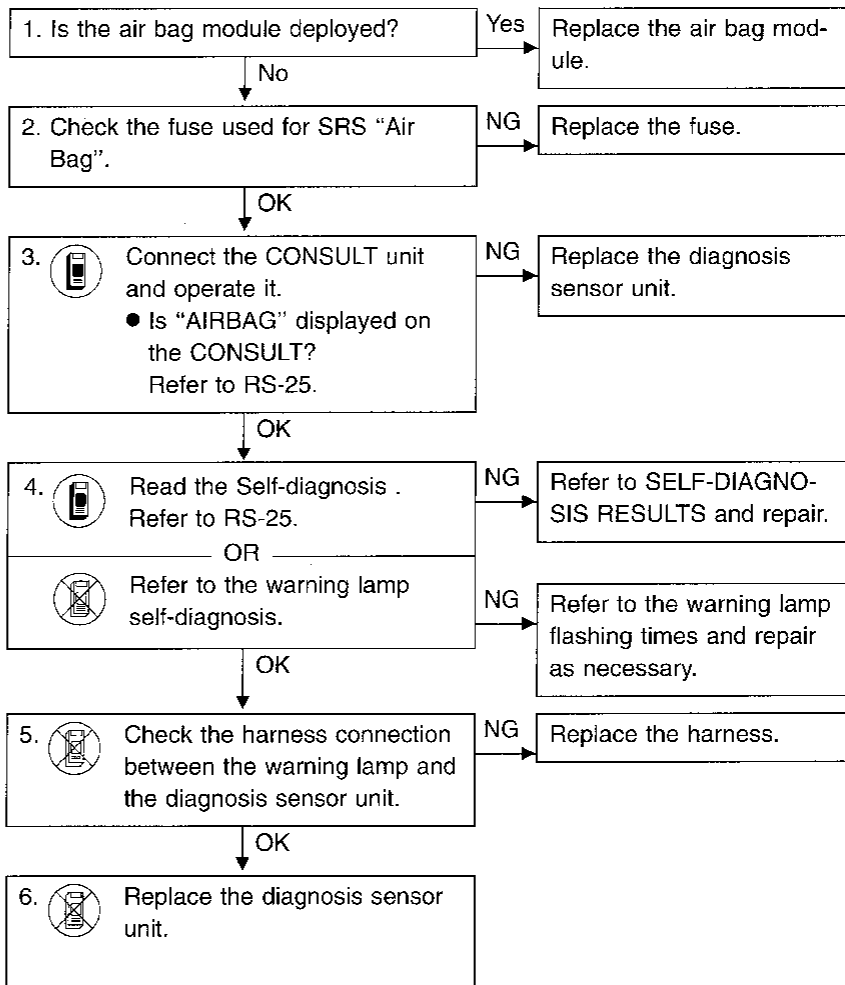 1. Is the air bag module deployed?
Yes
Replace the air bag mod-
ule.
No
2. Check the fuse used for SRS “Air
Bag”.
NG
Replace the fuse.
OK
3. Connect the CONSULT unit
and operate it.
● Is “AIRBAG” displayed on
the CONSULT?
Refer to RS-25.
NG
Replace the diagnosis
sensor unit.
OK
4. Read the Self-diagnosis .
Refer to RS-25.
NG
Refer to SELF-DIAGNO-
SIS RESULTS and repair.
OR
Refer to the warning lamp
self-diagnosis.
NG
Refer to the warning lamp
flashing times and repair
as necessary.
OK
5. Check the harness connection
between the warning lamp and
the diagnosis sensor unit.
NG
Replace the harness.
OK
6. Replace the diagnosis sensor
unit.